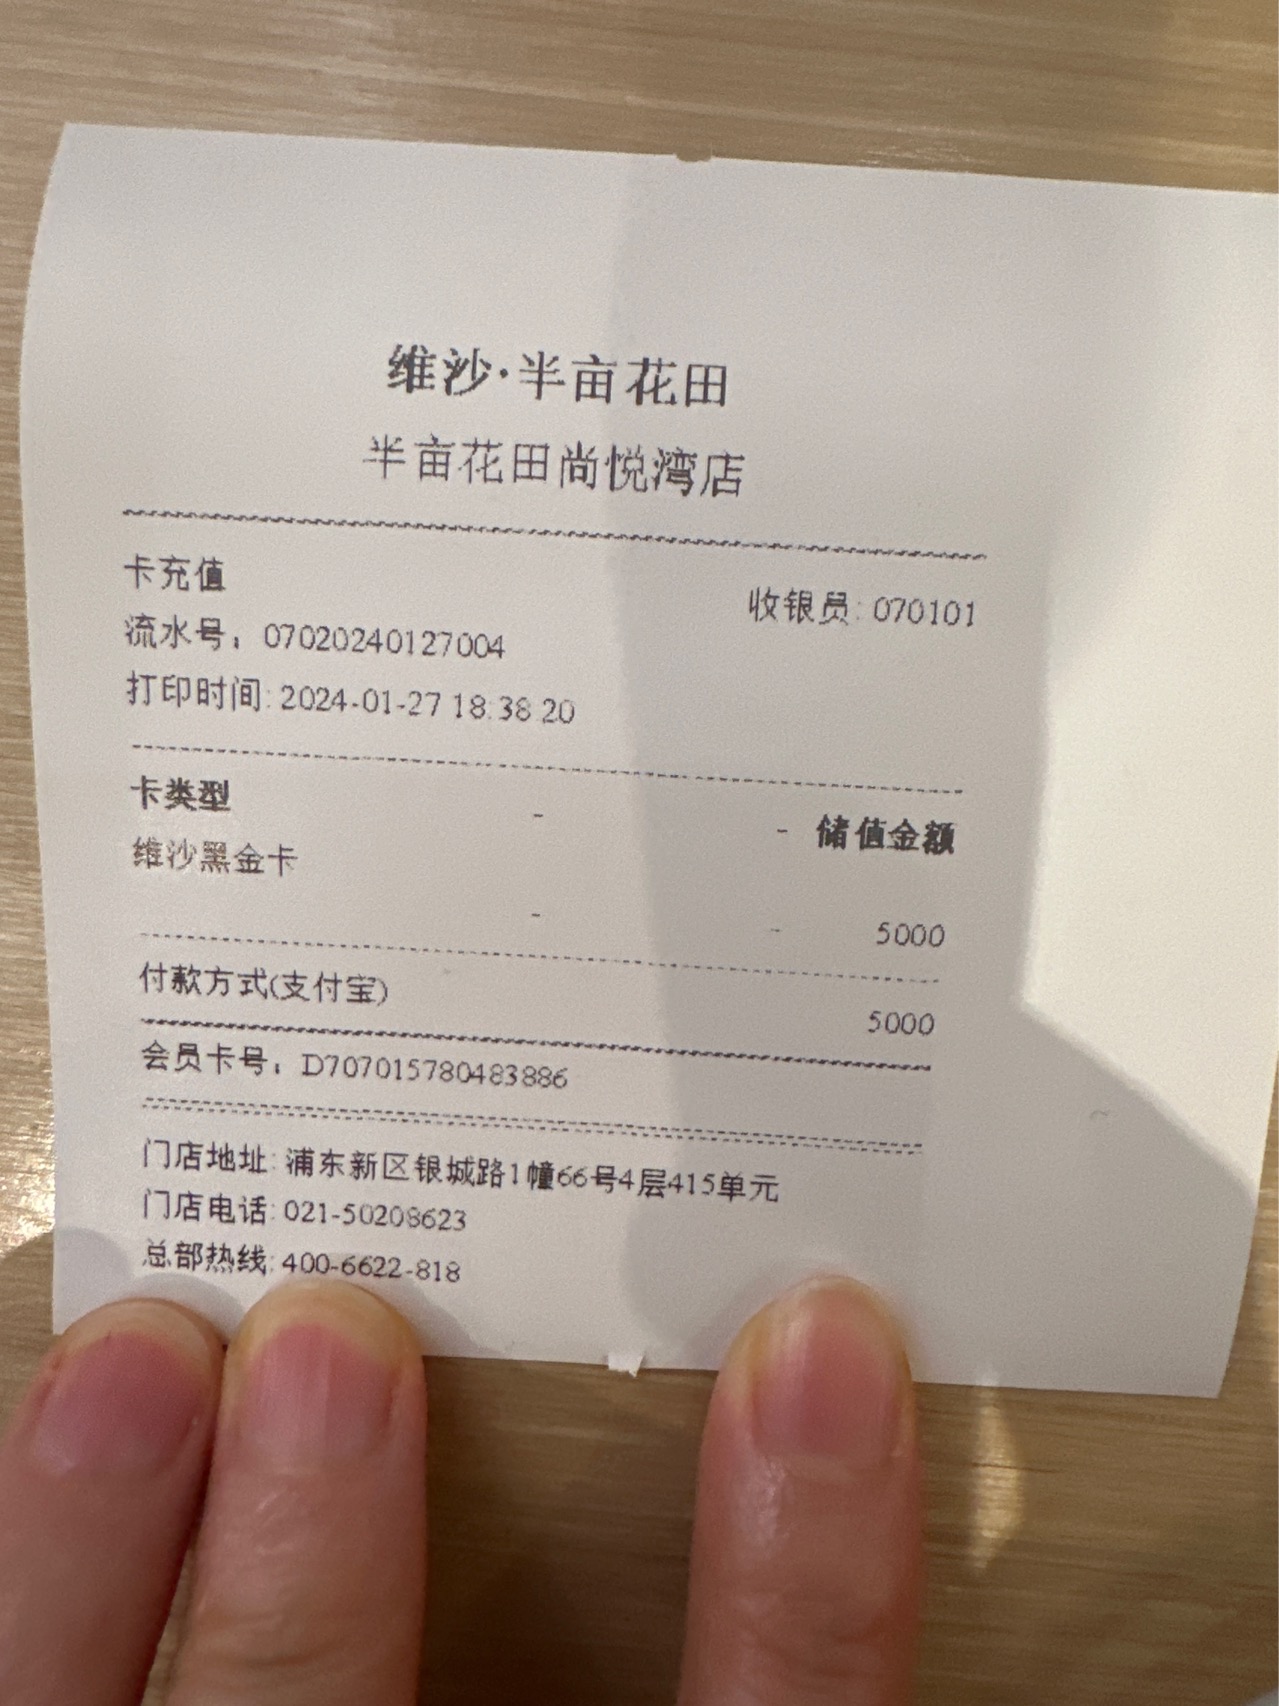 维沙·半亩花田
半亩花田尚悦湾店
卡充值
收银员: 070101
流水号: 07020240127004
打印时间: 2024-01-27 18:38:20
卡类型 - - 储值金额
维沙黑金卡
- - 5000
付款方式(支付宝)
5000
会员卡号: D707015780483886
门店地址: 浦东新区银城路1幢66号4层415单元
门店电话: 021-50208623
总部热线: 400-6622-818